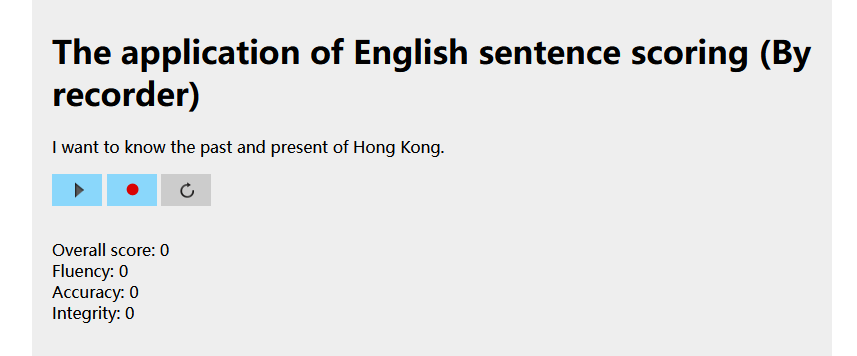 The application of English sentence scoring (By
recorder)
I want to know the past and present of Hong Kong.
Overall score: 0
Fluency: 0
Accuracy: 0
Integrity: 0